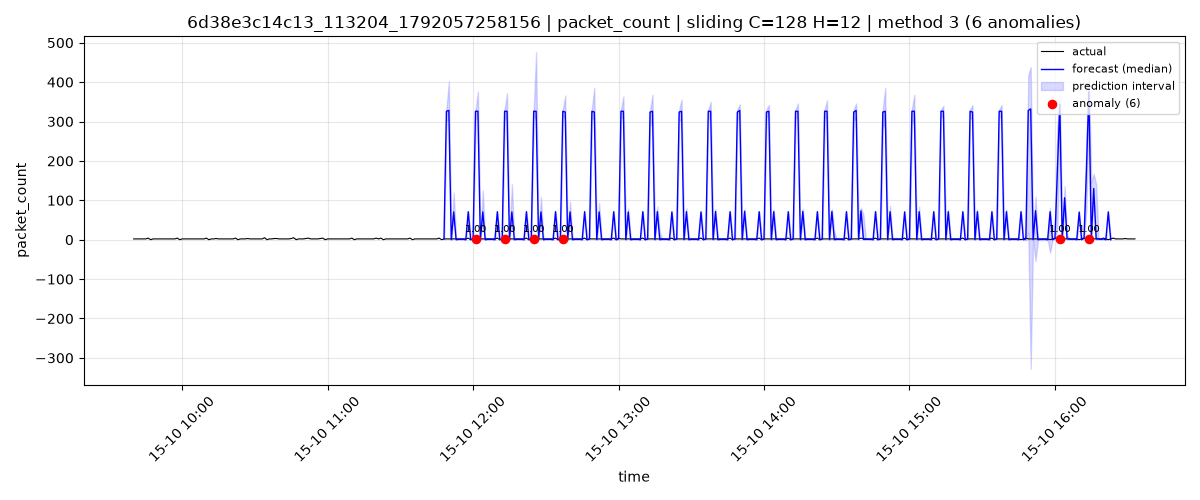 6d38e3c14c13_113204_1792057258156 | packet_count | sliding C=128 H=12 | method 3 (6 anomalies)
packet_count
500
400
300
200
100
0
−100
−200
−300
actual
forecast (median)
prediction interval
anomaly (6)
1.00 1.00 1.00 1.00 1.00 1.00
15-10 10:00
15-10 11:00
15-10 12:00
15-10 13:00
15-10 14:00
15-10 15:00
15-10 16:00
time